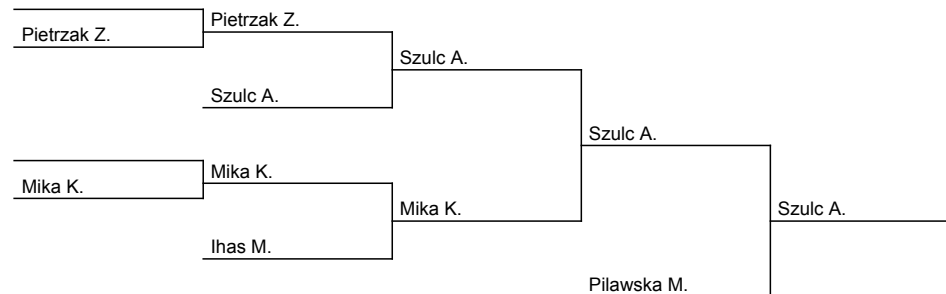 Pietrzak Z.
Pietrzak Z.
Szulc A.
Szulc A.
Szulc A.
Mika K.
Mika K.
Mika K.
Szulc A.
Ihas M.
Pilawska M.